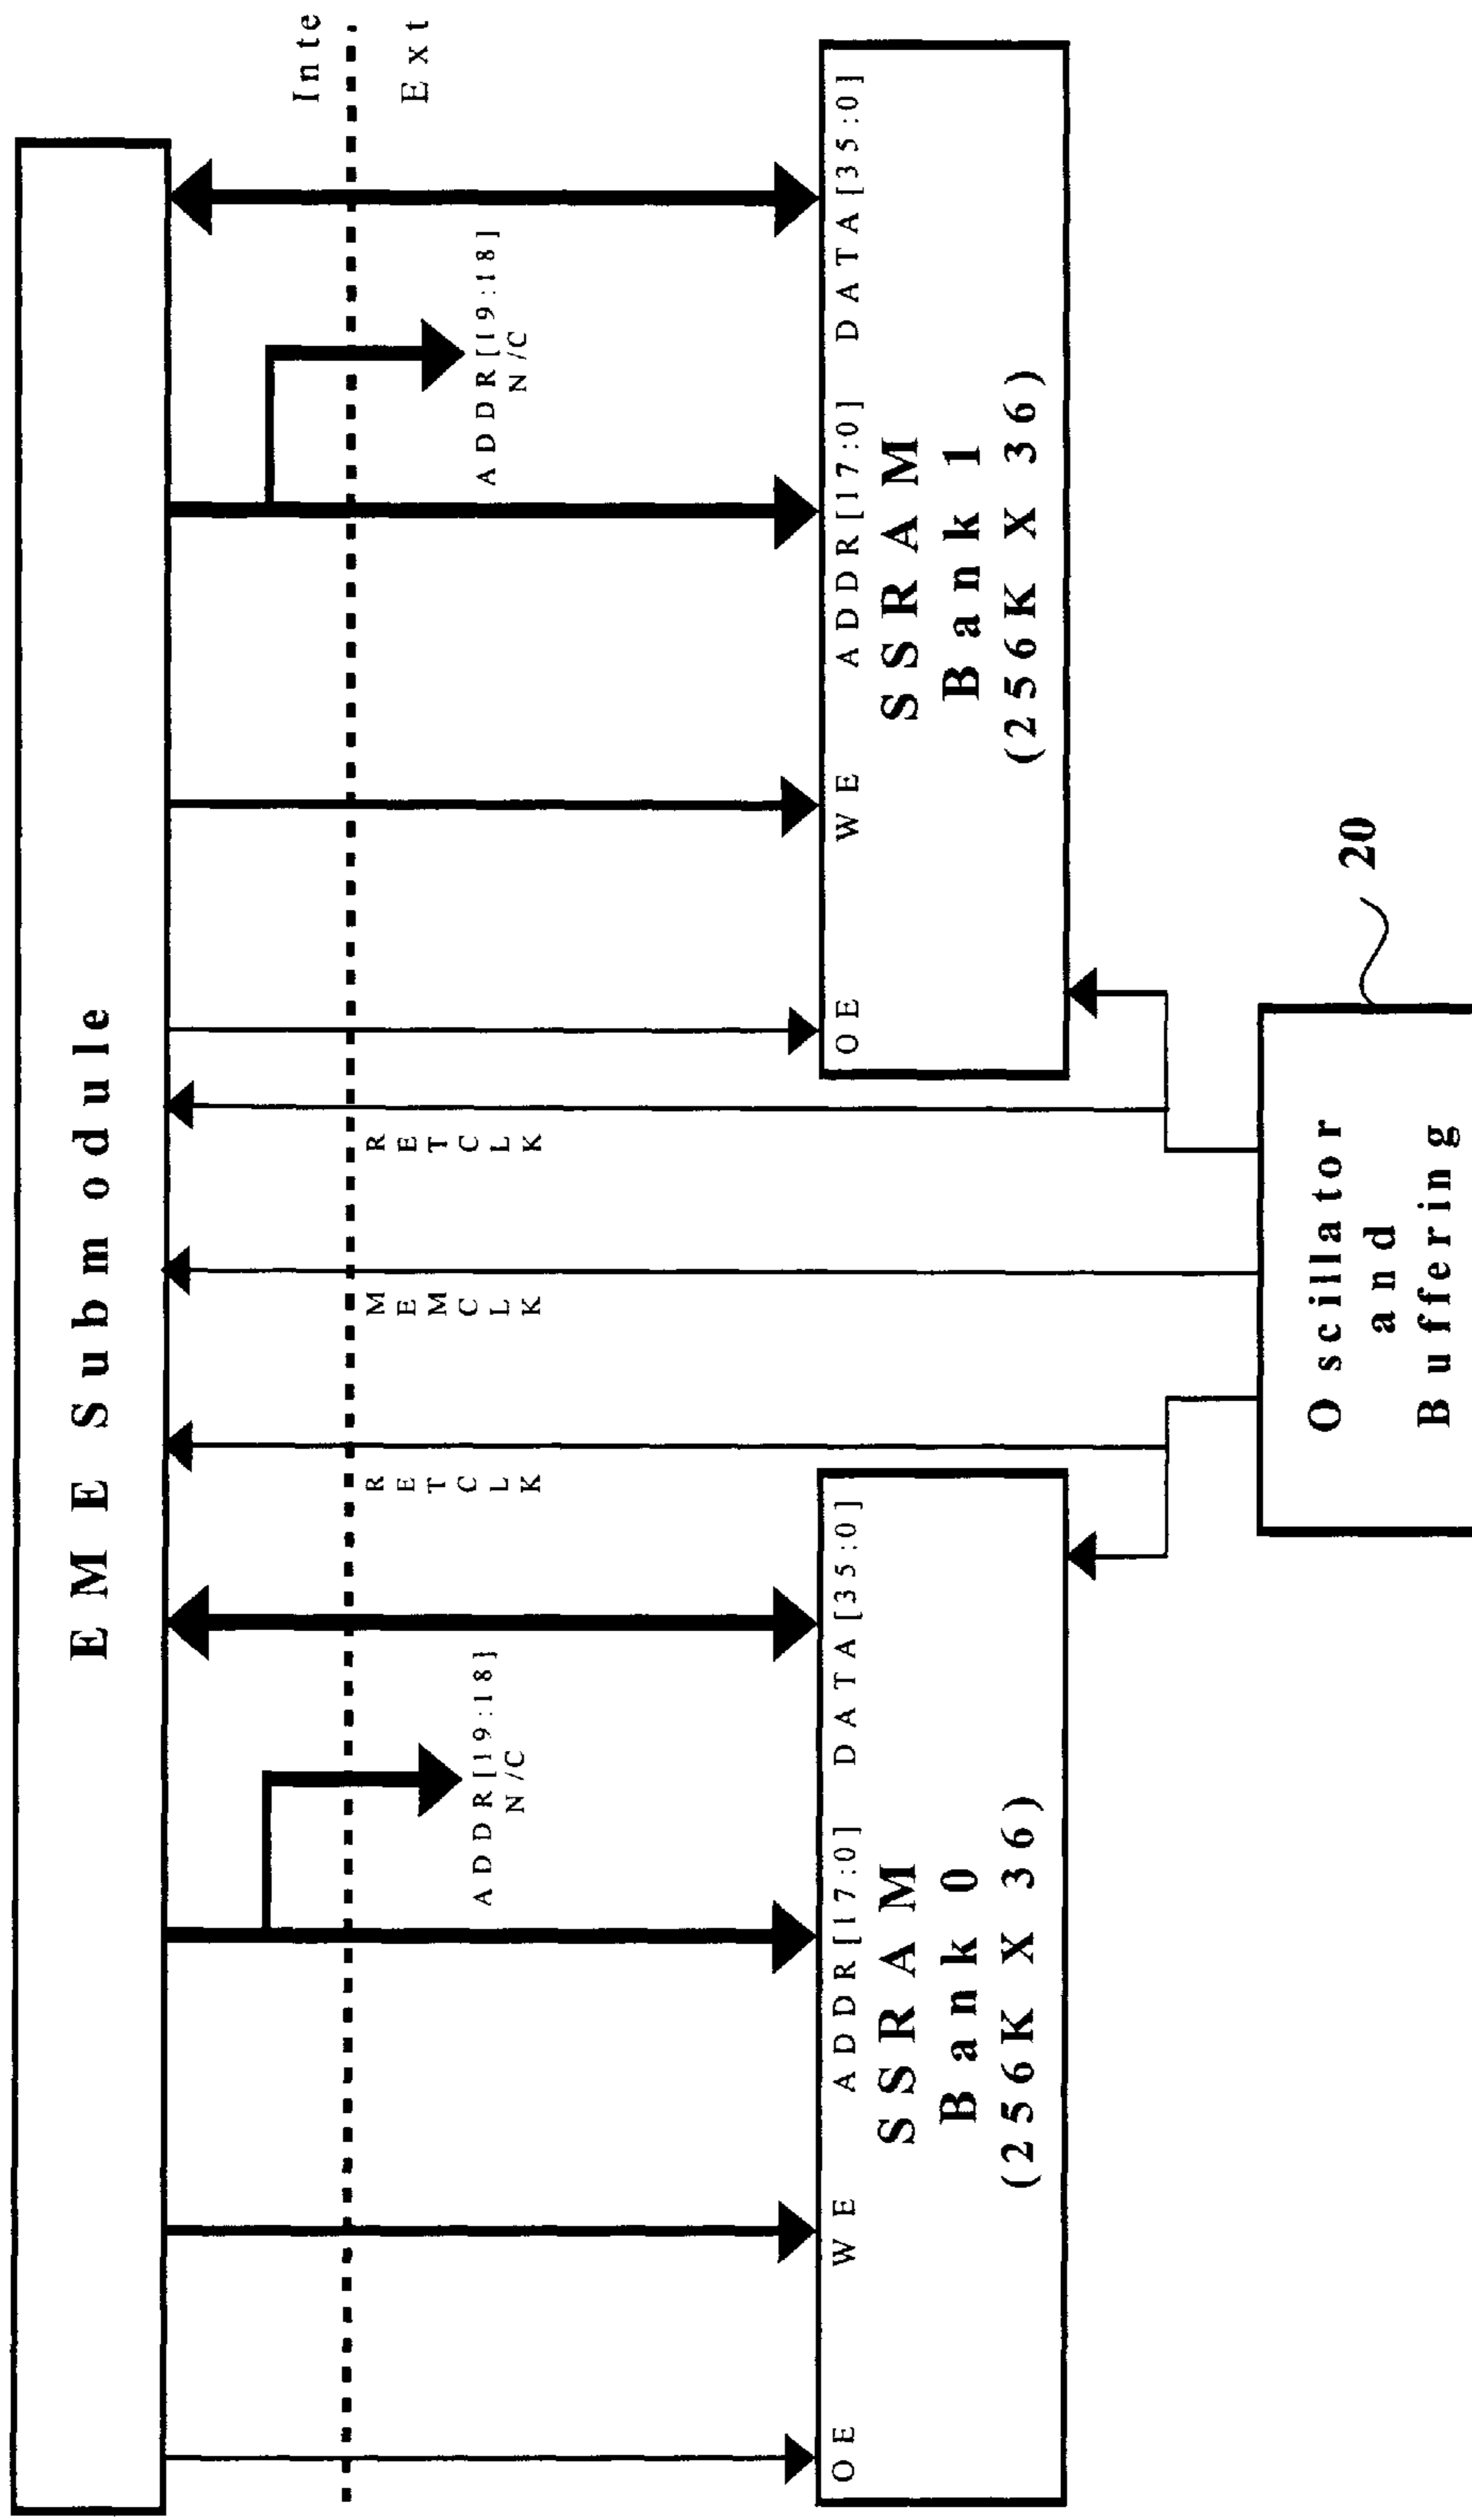 EME Submodule
Inte
Ext
ADDR[19:18]
N/C
RETCLK
MEMCLK
RETCLK
ADDR[19:18]
N/C
OE WE ADDR[17:0] DATA[35:0]
SSRAM
Bank 0
(256K X 36)
OE WE ADDR[17:0] DATA[35:0]
SSRAM
Bank 1
(256K X 36)
Oscillator
and
Buffering
20